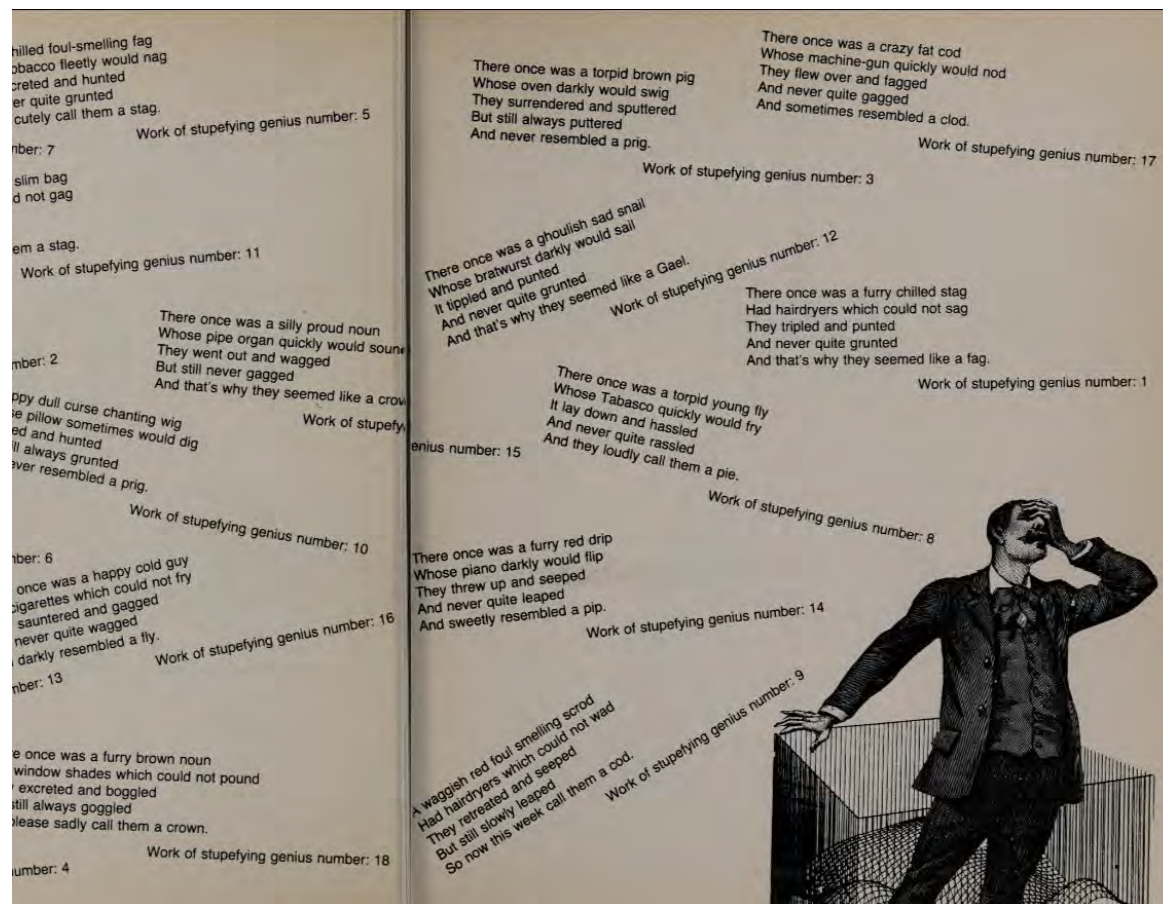 hilled foul-smelling fag
obacco fleetly would nag
creted and hunted
er quite grunted
cutely call them a stag.
Work of stupefying genius number: 5
mber: 7
slim bag
d not gag
em a stag.
Work of stupefying genius number: 11
There once was a silly proud noun
Whose pipe organ quickly would soun
They went out and wagged
But still never gagged
And that's why they seemed like a crow
Work of stupefy
mber: 2
ppy dull curse chanting wig
se pillow sometimes would dig
ed and hunted
ll always grunted
ever resembled a prig.
Work of stupefying genius number: 10
mber: 6
once was a happy cold guy
cigarettes which could not fry
sauntered and gagged
never quite wagged
darkly resembled a fly.
Work of stupefying genius number: 16
mber: 13
e once was a furry brown noun
window shades which could not pound
excreted and boggled
still always goggled
please sadly call them a crown.
Work of stupefying genius number: 18
umber: 4
There once was a torpid brown pig
Whose oven darkly would swig
They surrendered and sputtered
But still always puttered
And never resembled a prig.
Work of stupefying genius number: 3
There once was a crazy fat cod
Whose machine-gun quickly would nod
They flew over and fagged
And never quite gagged
And sometimes resembled a clod.
Work of stupefying genius number: 17
There once was a ghoulish sad snail
Whose bratwurst darkly would sail
It tippled and punted
And never quite grunted
And that's why they seemed like a Gael.
Work of stupefying genius number: 12
There once was a furry chilled stag
Had hairdryers which could not sag
They tripled and punted
And never quite grunted
And that's why they seemed like a fag.
Work of stupefying genius number: 1
There once was a torpid young fly
Whose Tabasco quickly would fry
It lay down and hassled
And never quite rassled
And they loudly call them a pie.
Work of stupefying genius number: 8
enius number: 15
There once was a furry red drip
Whose piano darkly would flip
They threw up and seeped
And never quite leaped
And sweetly resembled a pip.
Work of stupefying genius number: 14
A waggish red foul smelling scrod
Had hairdryers which could not wad
They retreated and seeped
But still slowly leaped
So now this week call them a cod.
Work of stupefying genius number: 9